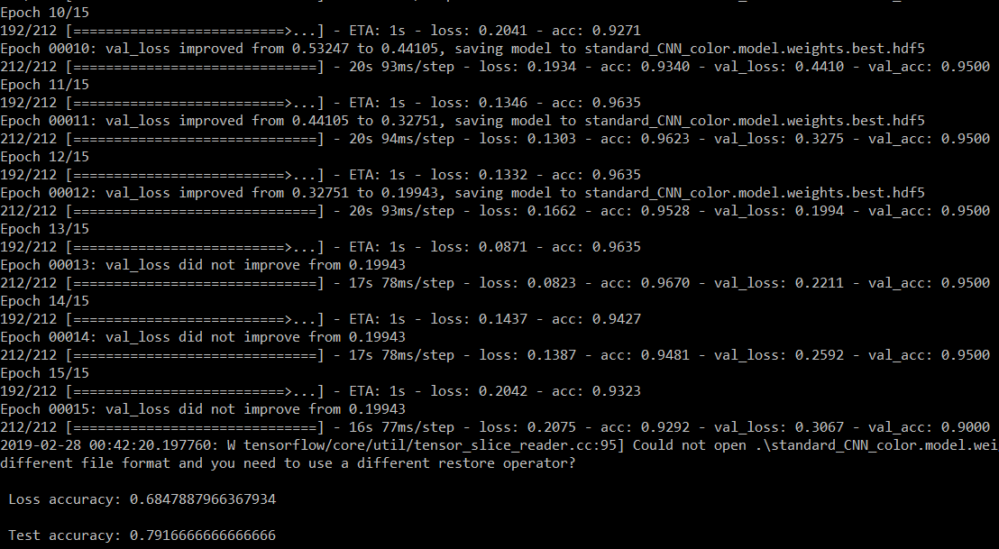 Epoch 10/15
192/212 [==========================>...] - ETA: 1s - loss: 0.2041 - acc: 0.9271
Epoch 00010: val_loss improved from 0.53247 to 0.44105, saving model to standard_CNN_color.model.weights.best.hdf5
212/212 [==============================] - 20s 93ms/step - loss: 0.1934 - acc: 0.9340 - val_loss: 0.4410 - val_acc: 0.9500
Epoch 11/15
192/212 [==========================>...] - ETA: 1s - loss: 0.1346 - acc: 0.9635
Epoch 00011: val_loss improved from 0.44105 to 0.32751, saving model to standard_CNN_color.model.weights.best.hdf5
212/212 [==============================] - 20s 94ms/step - loss: 0.1303 - acc: 0.9623 - val_loss: 0.3275 - val_acc: 0.9500
Epoch 12/15
192/212 [==========================>...] - ETA: 1s - loss: 0.1332 - acc: 0.9635
Epoch 00012: val_loss improved from 0.32751 to 0.19943, saving model to standard_CNN_color.model.weights.best.hdf5
212/212 [==============================] - 20s 93ms/step - loss: 0.1662 - acc: 0.9528 - val_loss: 0.1994 - val_acc: 0.9500
Epoch 13/15
192/212 [==========================>...] - ETA: 1s - loss: 0.0871 - acc: 0.9635
Epoch 00013: val_loss did not improve from 0.19943
212/212 [==============================] - 17s 78ms/step - loss: 0.0823 - acc: 0.9670 - val_loss: 0.2211 - val_acc: 0.9500
Epoch 14/15
192/212 [==========================>...] - ETA: 1s - loss: 0.1437 - acc: 0.9427
Epoch 00014: val_loss did not improve from 0.19943
212/212 [==============================] - 17s 78ms/step - loss: 0.1387 - acc: 0.9481 - val_loss: 0.2592 - val_acc: 0.9500
Epoch 15/15
192/212 [==========================>...] - ETA: 1s - loss: 0.2042 - acc: 0.9323
Epoch 00015: val_loss did not improve from 0.19943
212/212 [==============================] - 16s 77ms/step - loss: 0.2075 - acc: 0.9292 - val_loss: 0.3067 - val_acc: 0.9000
2019-02-28 00:42:20.197760: W tensorflow/core/util/tensor_slice_reader.cc:95] Could not open .\standard_CNN_color.model.wei
different file format and you need to use a different restore operator?
Loss accuracy: 0.6847887966367934
Test accuracy: 0.7916666666666666